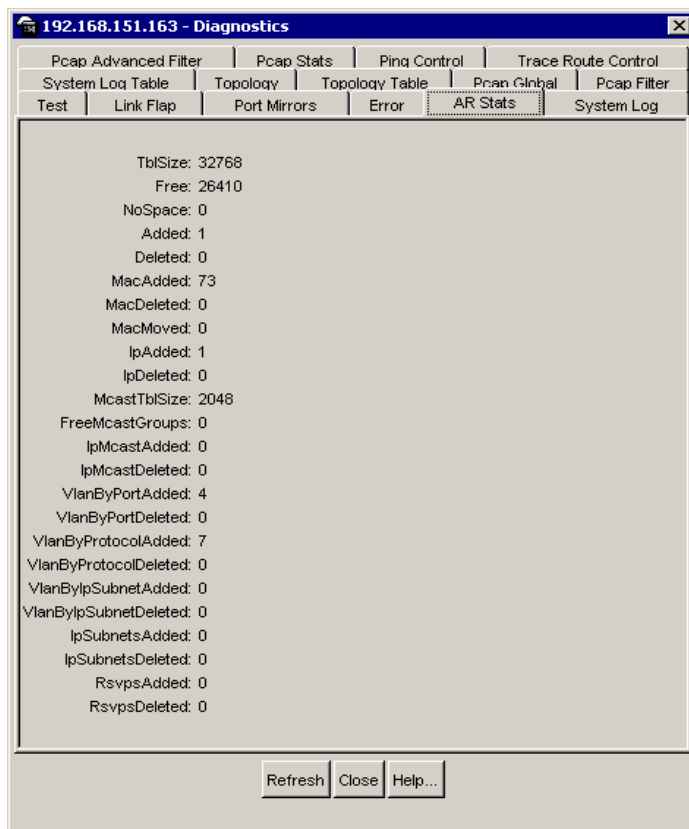 192.168.151.163 - Diagnostics
Pcap Advanced Filter Pcap Stats Ping Control Trace Route Control
System Log Table Topology Topology Table Pcap Global Pcap Filter
Test Link Flap Port Mirrors Error AR Stats System Log
TblSize: 32768
Free: 26410
NoSpace: 0
Added: 1
Deleted: 0
MacAdded: 73
MacDeleted: 0
MacMoved: 0
IpAdded: 1
IpDeleted: 0
McastTblSize: 2048
FreeMcastGroups: 0
IpMcastAdded: 0
IpMcastDeleted: 0
VlanByPortAdded: 4
VlanByPortDeleted: 0
VlanByProtocolAdded: 7
VlanByProtocolDeleted: 0
VlanByIpSubnetAdded: 0
VlanByIpSubnetDeleted: 0
IpSubnetsAdded: 0
IpSubnetsDeleted: 0
RsvpsAdded: 0
RsvpsDeleted: 0
Refresh Close Help...